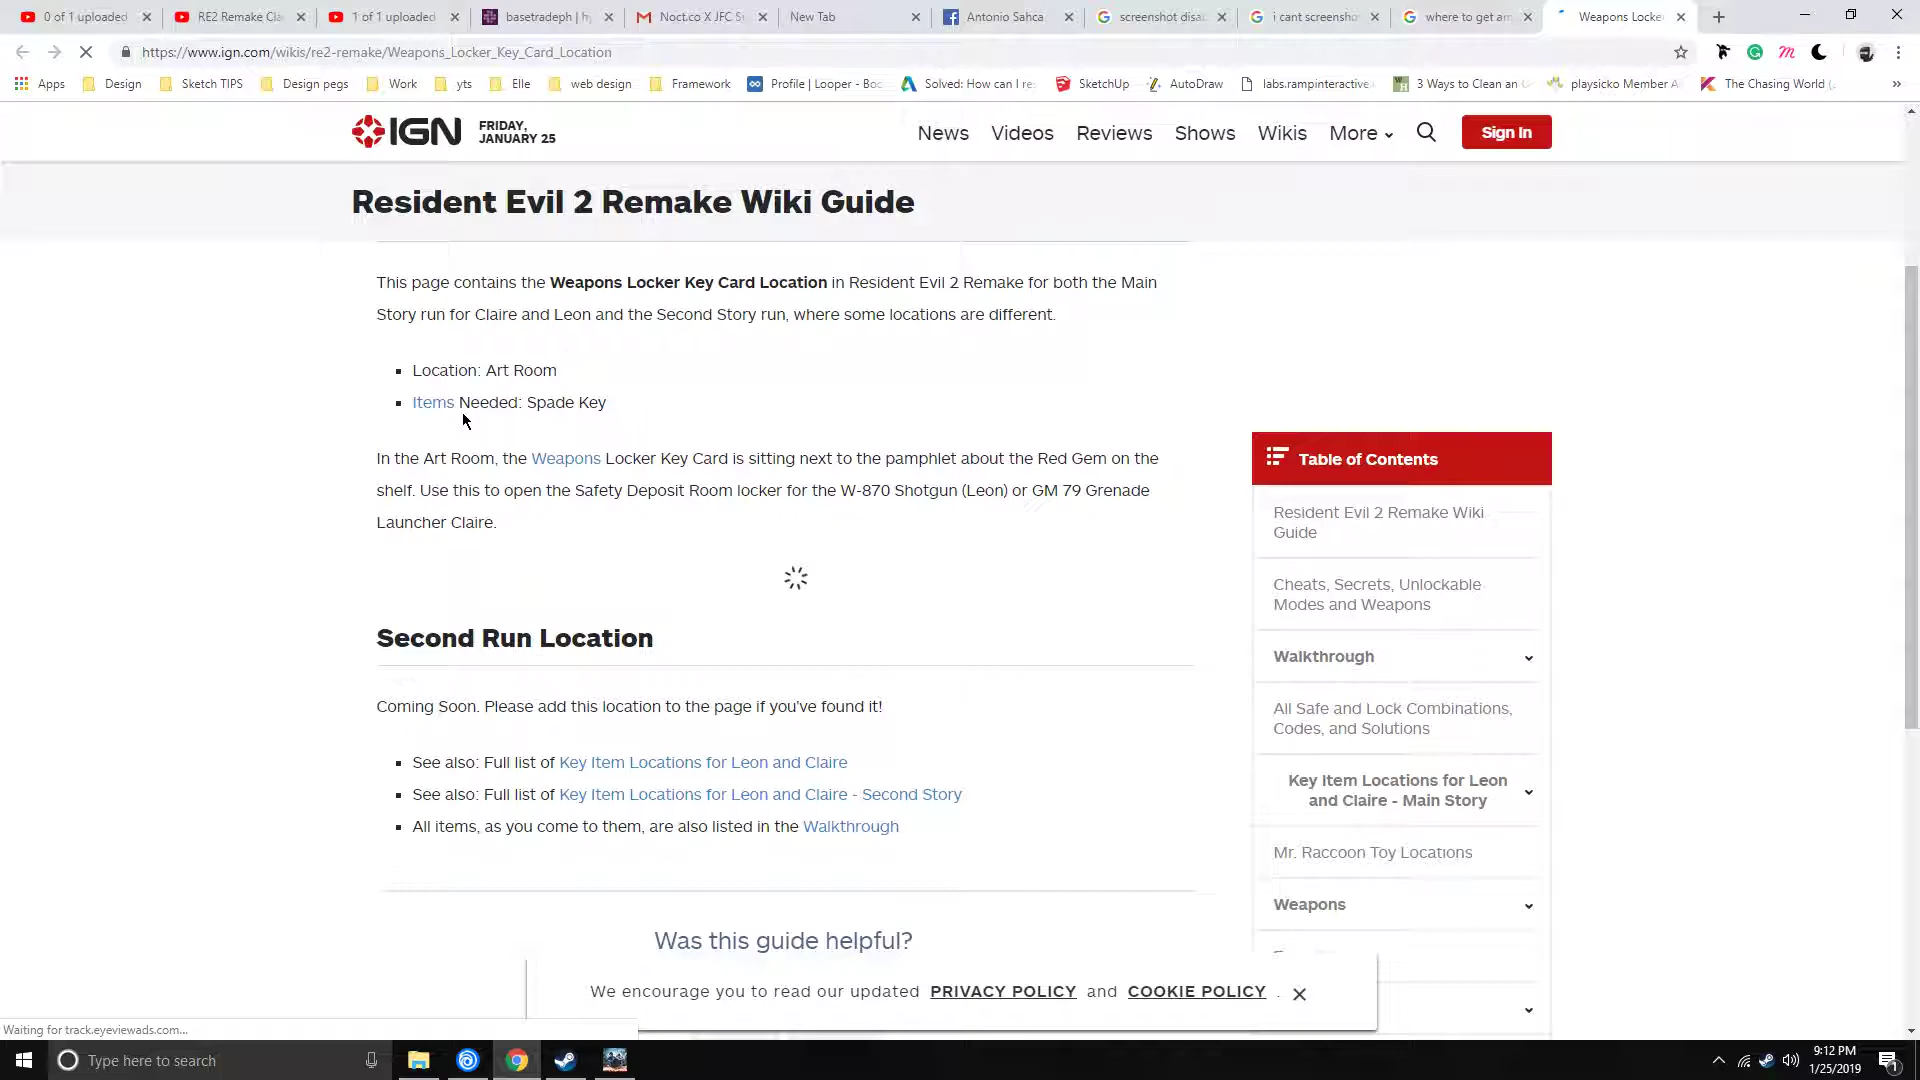 0 of 1 uploaded
RE2 Remake Cla
1 of 1 uploaded
basetradeph | h
Noct.co X JFC S
New Tab
Antonio Sahca
screenshot disa
i cant screensho
where to get am
Weapons Locke
https://www.ign.com/wikis/re2-remake/Weapons_Locker_Key_Card_Location
Apps
Design
Sketch TIPS
Design pegs
Work
yts
Elle
web design
Framework
Profile | Looper - Boc
Solved: How can I re
SketchUp
AutoDraw
labs.rampinteractive
3 Ways to Clean an
playsicko Member A
The Chasing World (
»
IGN
FRIDAY,
JANUARY 25
News
Videos
Reviews
Shows
Wikis
More
Sign In
Resident Evil 2 Remake Wiki Guide
This page contains the Weapons Locker Key Card Location in Resident Evil 2 Remake for both the Main
Story run for Claire and Leon and the Second Story run, where some locations are different.
Location: Art Room
Items Needed: Spade Key
In the Art Room, the Weapons Locker Key Card is sitting next to the pamphlet about the Red Gem on the
shelf. Use this to open the Safety Deposit Room locker for the W-870 Shotgun (Leon) or GM 79 Grenade
Launcher Claire.
Second Run Location
Coming Soon. Please add this location to the page if you've found it!
See also: Full list of Key Item Locations for Leon and Claire
See also: Full list of Key Item Locations for Leon and Claire - Second Story
All items, as you come to them, are also listed in the Walkthrough
Was this guide helpful?
Table of Contents
Resident Evil 2 Remake Wiki
Guide
Cheats, Secrets, Unlockable
Modes and Weapons
Walkthrough
All Safe and Lock Combinations,
Codes, and Solutions
Key Item Locations for Leon
and Claire - Main Story
Mr. Raccoon Toy Locations
Weapons
We encourage you to read our updated PRIVACY POLICY and COOKIE POLICY .
Waiting for track.eyeviewads.com...
Type here to search
9:12 PM
1/25/2019
1